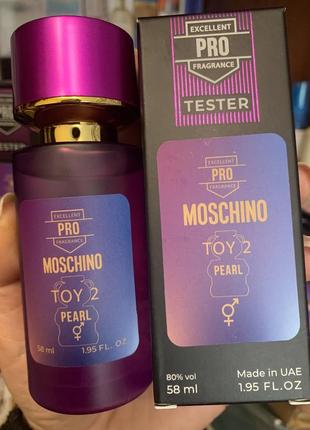 EXCELLENT
PRO
FRAGRANCE
MOSCHINO
TOY 2
PEARL
58 ml 1.95 FL. OZ
EXCELLENT
PRO
FRAGRANCE
TESTER
EXCELLENT
PRO
FRAGRANCE
MOSCHINO
TOY 2
PEARL
80% vol Made in UAE
58 ml 1.95 FL.OZ